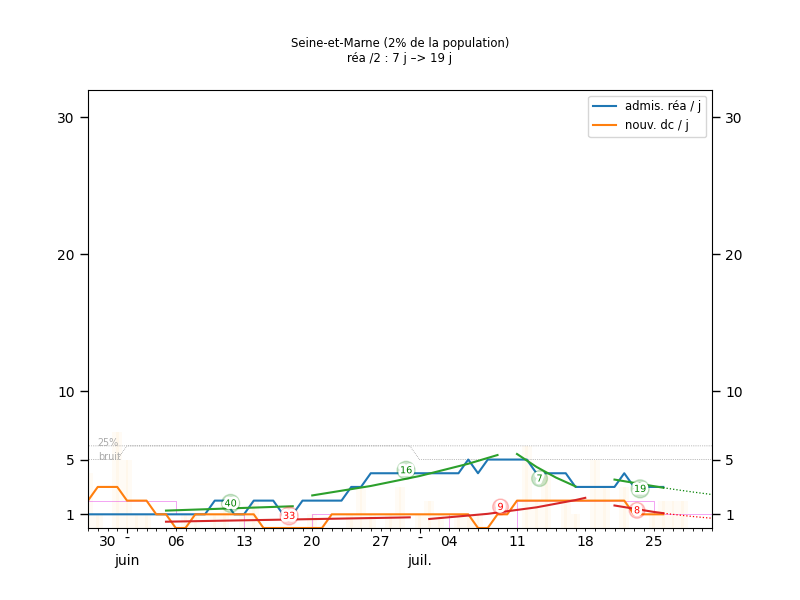 Seine-et-Marne (2% de la population)
réa /2 : 7 j –> 19 j
admis. réa / j
nouv. dc / j
30 30
20 20
10 10
25%
bruit
5 5
1 1
40 33 16 9 7 19 8
30 - 06 13 20 27 - 04 11 18 25
juin juil.